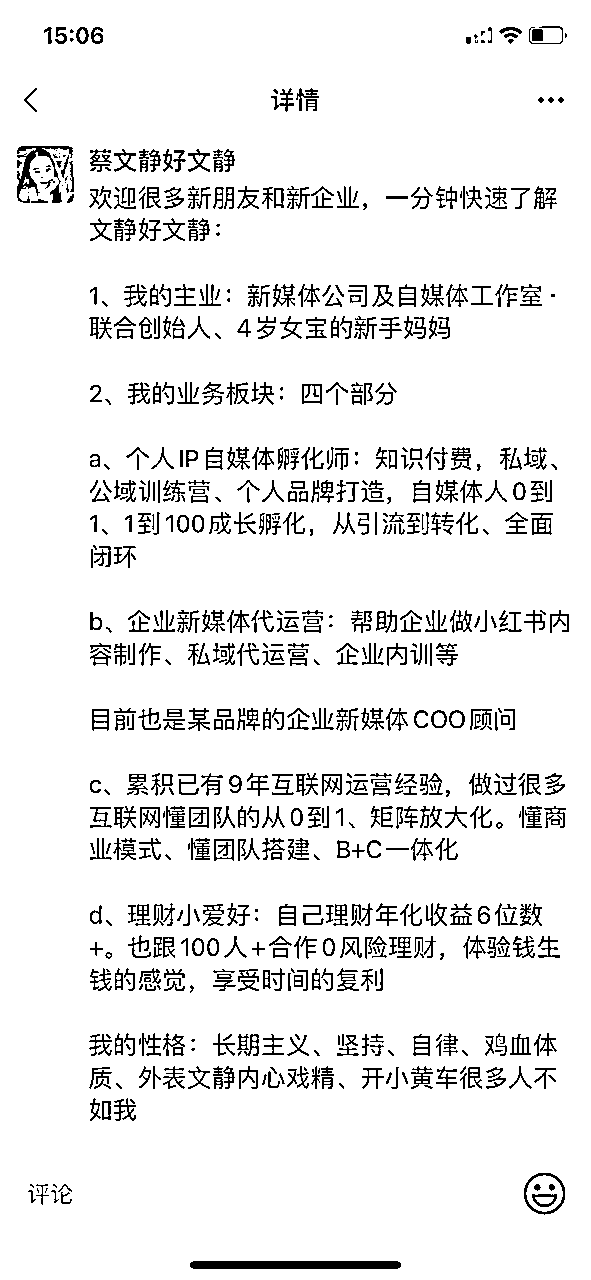 15:06
详情
蔡文静好文静
欢迎很多新朋友和新企业，一分钟快速了解
文静好文静：
1、我的主业：新媒体公司及自媒体工作室·
联合创始人、4岁女宝的新手妈妈
2、我的业务板块：四个部分
a、个人IP自媒体孵化师：知识付费，私域、
公域训练营、个人品牌打造，自媒体人0到
1、1到100成长孵化，从引流到转化、全面
闭环
b、企业新媒体代运营：帮助企业做小红书内
容制作、私域代运营、企业内训等
目前也是某品牌的企业新媒体COO顾问
c、累积已有9年互联网运营经验，做过很多
互联网懂团队的从0到1、矩阵放大化。懂商
业模式、懂团队搭建、B+C一体化
d、理财小爱好：自己理财年化收益6位数
+。也跟100人+合作0风险理财，体验钱生
钱的感觉，享受时间的复利
我的性格：长期主义、坚持、自律、鸡血体
质、外表文静内心戏精、开小黄车很多人不
如我
评论